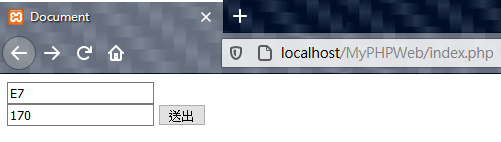 Document
localhost/MyPHPWeb/index.php
E7
170 送出